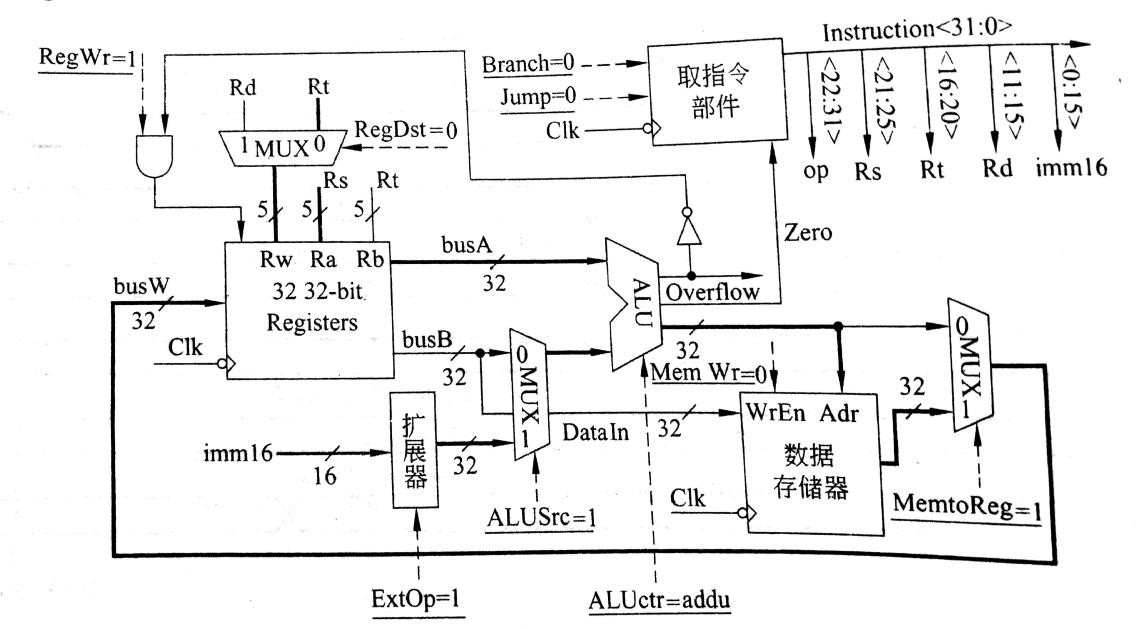 Instruction<31:0>
RegWr=1
Branch=0
取指令
部件
<22:31>
<21:25>
<16:20>
<11:15>
<0:15>
Rd
Rt
Jump=0
Clk
1 MUX 0
RegDst=0
op
Rs
Rt
Rd
imm16
Rs
Rt
5
5
5
Zero
busA
Rw
Ra
Rb
32
ALU
Overflow
busW
32
32 32-bit
Registers
Clk
busB
32
0
MUX
1
32
Mem Wr=0
0
MUX
1
32
WrEn Adr
DataIn
32
imm16
16
扩
展
器
32
数据
存储器
Clk
ALUSrc=1
MemtoReg=1
ExtOp=1
ALUctr=addu